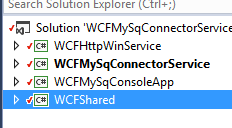 Search Solution Explorer (Ctrl+;)
Solution 'WCFMySqConnectorService
C# WCFHttpWinService
C# WCFMySqConnectorService
C# WCFMySqConsoleApp
C# WCFShared